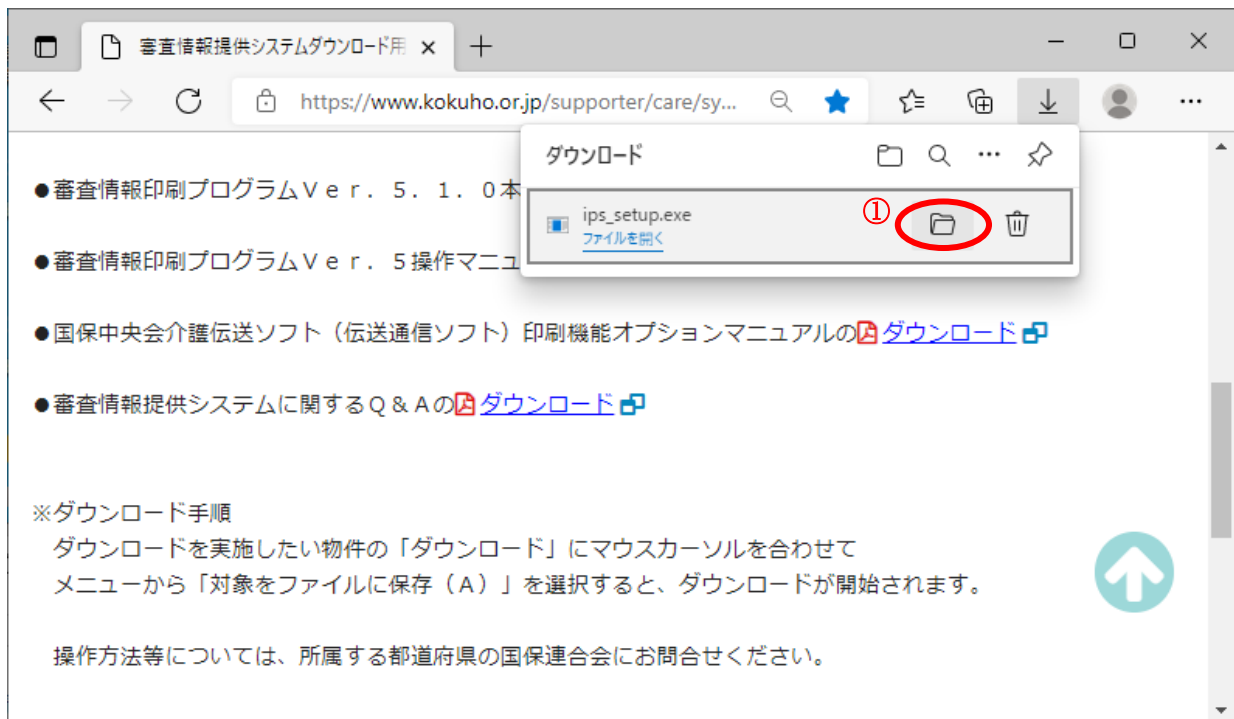 審査情報提供システムダウンロード用
https://www.kokuho.or.jp/supporter/care/sy...
ダウンロード
ips_setup.exe
①
ファイルを開く
●審査情報印刷プログラムＶｅｒ．５．１．０本
●審査情報印刷プログラムＶｅｒ．５操作マニュ
●国保中央会介護伝送ソフト（伝送通信ソフト）印刷機能オプションマニュアルのダウンロード
●審査情報提供システムに関するＱ＆Ａのダウンロード
※ダウンロード手順
ダウンロードを実施したい物件の「ダウンロード」にマウスカーソルを合わせて
メニューから「対象をファイルに保存（Ａ）」を選択すると、ダウンロードが開始されます。
操作方法等については、所属する都道府県の国保連合会にお問合せください。